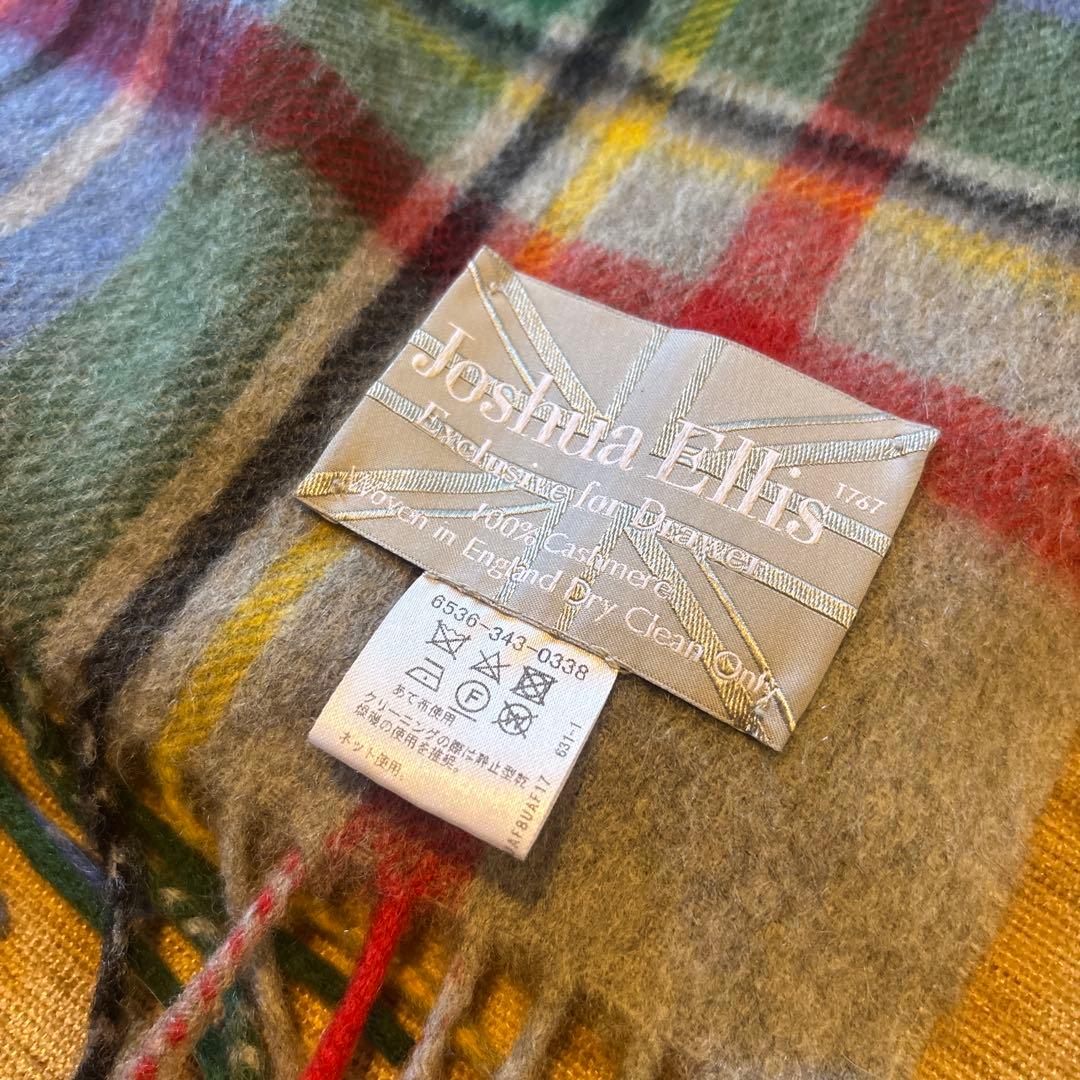 Joshua Ellis
1767
Exclusive for Drawer
100% Cashmere
Woven in England Dry Clean Only
6536-343-0338
F
あて布使用
クリーニングの際は静止型乾
燥機の使用を推奨。
ネット使用。
631-1
AF8UAF17